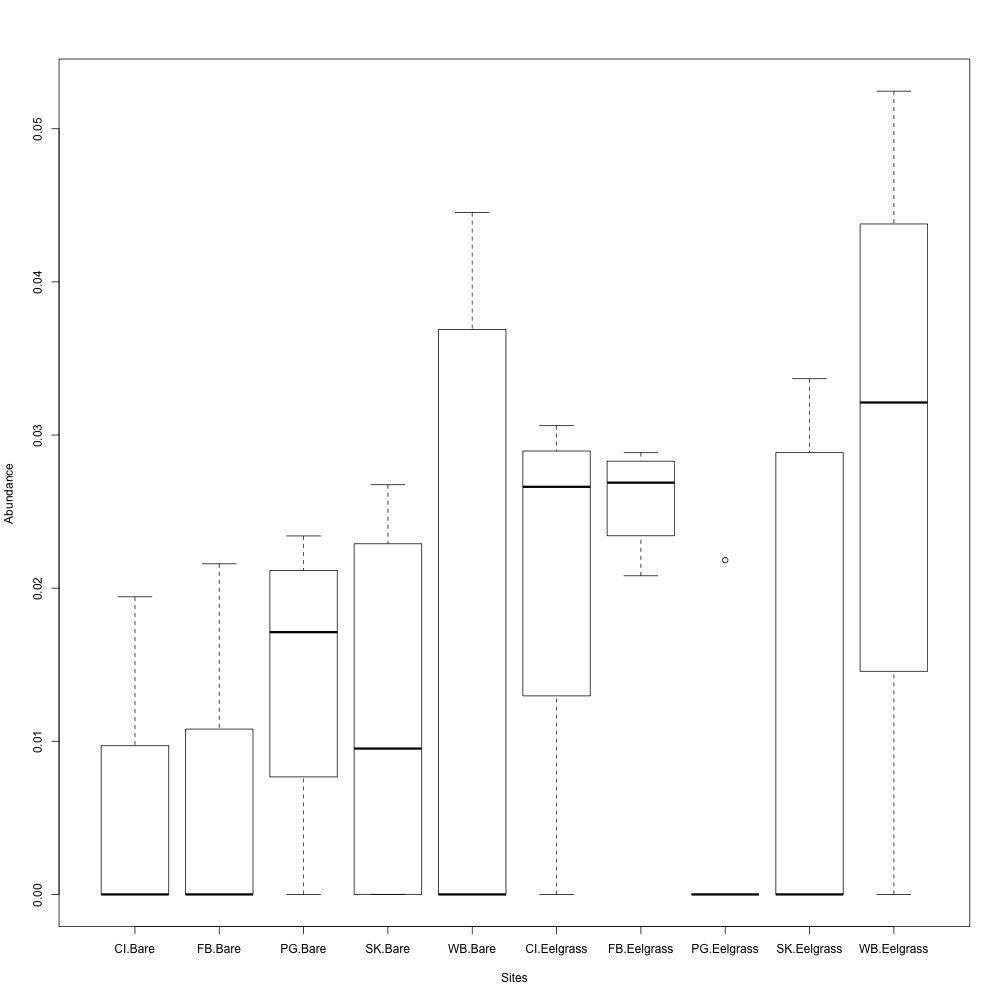 0.05
0.04
0.03
0.02
0.01
0.00
Abundance
CI.Bare FB.Bare PG.Bare SK.Bare WB.Bare CI.Eelgrass FB.Eelgrass PG.Eelgrass SK.Eelgrass WB.Eelgrass
Sites